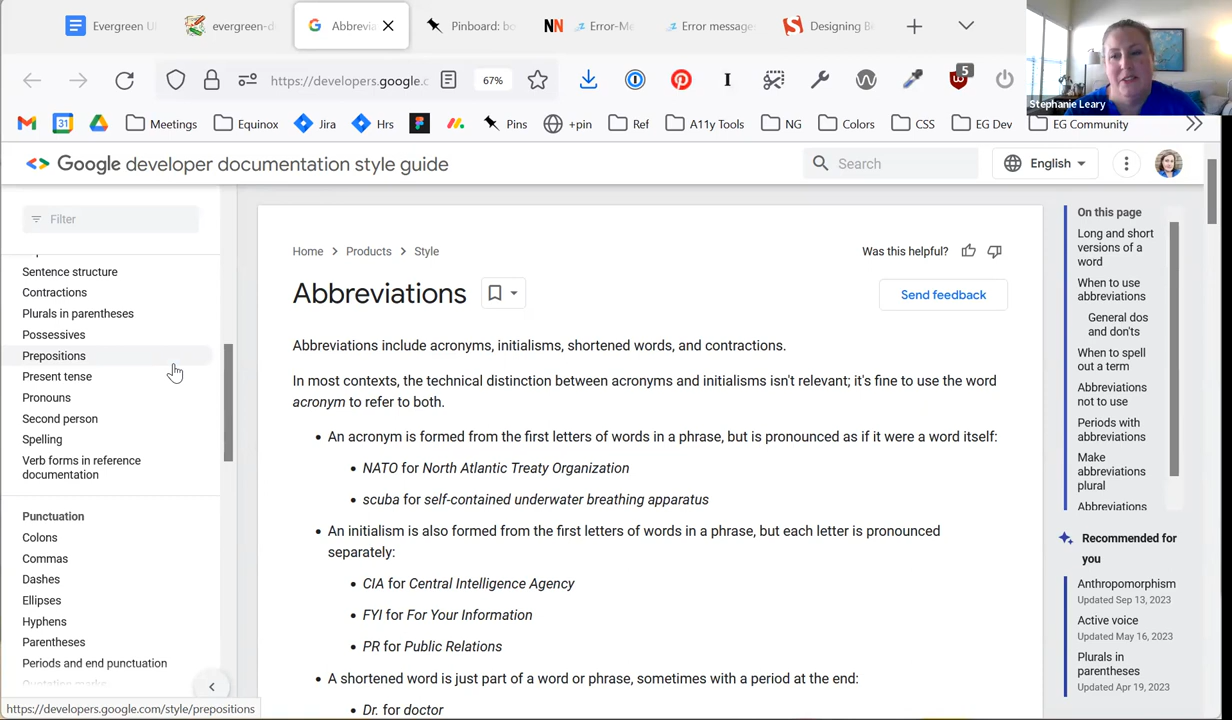 Evergreen UI
evergreen-d
Abbrevia
Pinboard: bo
Error-Me
Error message
Designing Be
https://developers.google.c
67%
5
Stephanie Leary
31
Meetings
Equinox
Jira
Hrs
Pins
+pin
Ref
A11y Tools
NG
Colors
CSS
EG Dev
EG Community
Google developer documentation style guide
Search
English
Filter
Sentence structure
Contractions
Plurals in parentheses
Possessives
Prepositions
Present tense
Pronouns
Second person
Spelling
Verb forms in reference
documentation
Punctuation
Colons
Commas
Dashes
Ellipses
Hyphens
Parentheses
Periods and end punctuation
Quotation marks
https://developers.google.com/style/prepositions
Home > Products > Style
Was this helpful?
Abbreviations
Send feedback
Abbreviations include acronyms, initialisms, shortened words, and contractions.
In most contexts, the technical distinction between acronyms and initialisms isn't relevant; it's fine to use the word
acronym to refer to both.
• An acronym is formed from the first letters of words in a phrase, but is pronounced as if it were a word itself:
• NATO for North Atlantic Treaty Organization
• scuba for self-contained underwater breathing apparatus
• An initialism is also formed from the first letters of words in a phrase, but each letter is pronounced
separately:
• CIA for Central Intelligence Agency
• FYI for For Your Information
• PR for Public Relations
• A shortened word is just part of a word or phrase, sometimes with a period at the end:
• Dr. for doctor
On this page
Long and short
versions of a
word
When to use
abbreviations
General dos
and don'ts
When to spell
out a term
Abbreviations
not to use
Periods with
abbreviations
Make
abbreviations
plural
Abbreviations
Recommended for
you
Anthropomorphism
Updated Sep 13, 2023
Active voice
Updated May 16, 2023
Plurals in
parentheses
Updated Apr 19, 2023